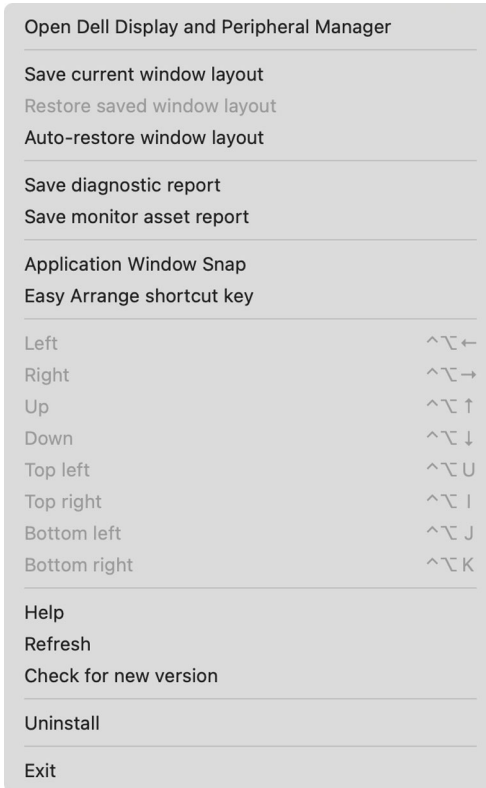 Open Dell Display and Peripheral Manager
Save current window layout
Restore saved window layout
Auto-restore window layout
Save diagnostic report
Save monitor asset report
Application Window Snap
Easy Arrange shortcut key
Left ^⌥←
Right ^⌥→
Up ^⌥↑
Down ^⌥↓
Top left ^⌥U
Top right ^⌥I
Bottom left ^⌥J
Bottom right ^⌥K
Help
Refresh
Check for new version
Uninstall
Exit